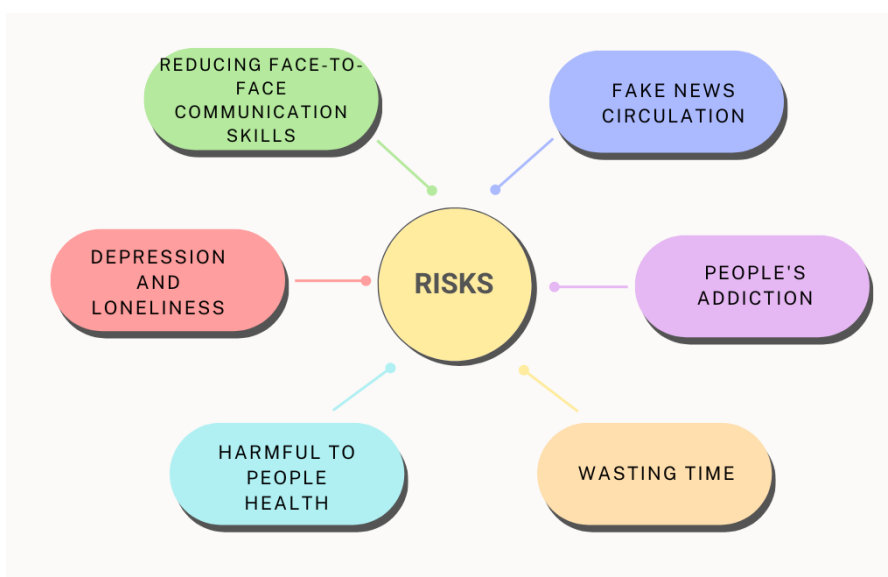 REDUCING FACE-TO-
FACE
COMMUNICATION
SKILLS
FAKE NEWS
CIRCULATION
DEPRESSION
AND
LONELINESS
RISKS
PEOPLE'S
ADDICTION
HARMFUL TO
PEOPLE
HEALTH
WASTING TIME